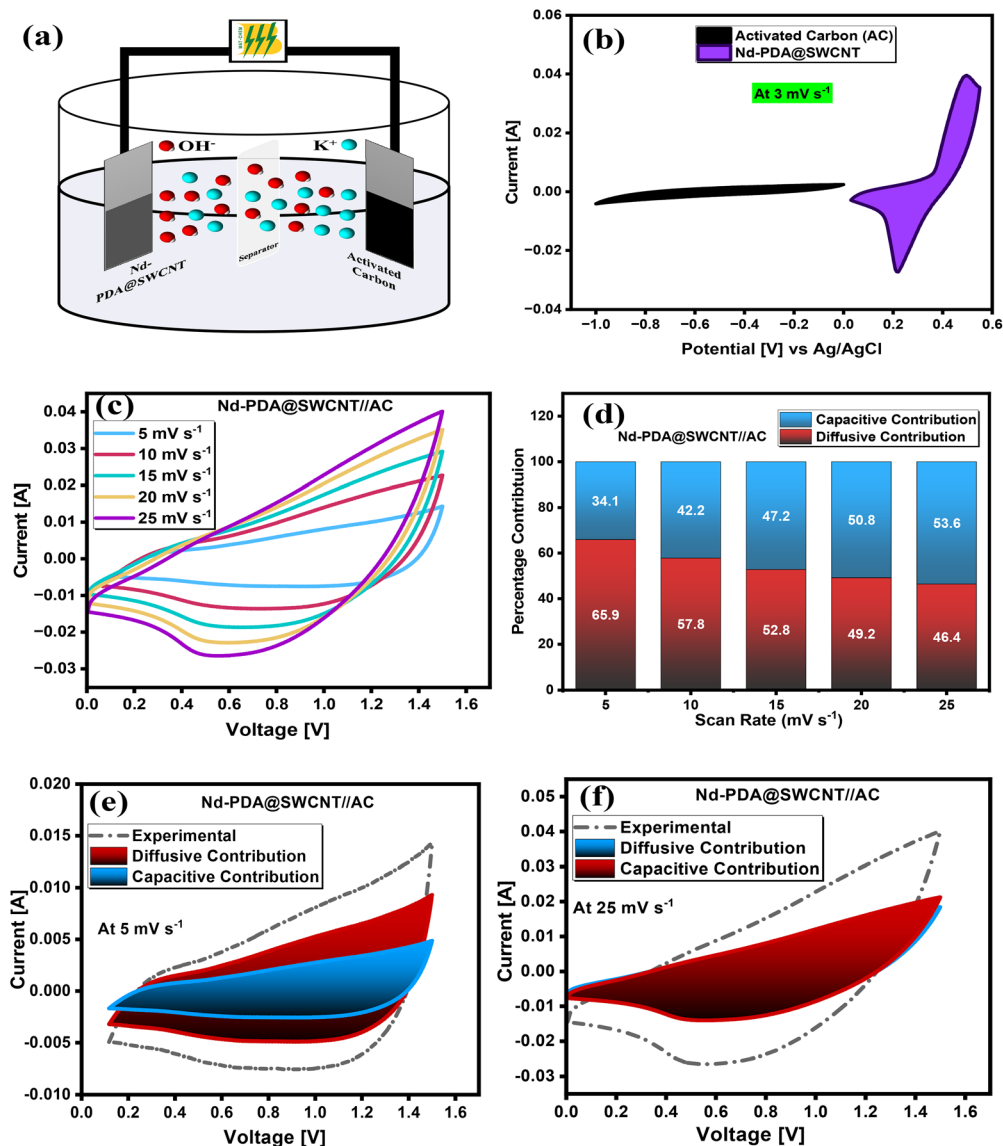 (a)
WAT-CHEM
OH-
K+
Nd-
PDA@SWCNT
Separator
Activated
Carbon
(b)
Activated Carbon (AC)
Nd-PDA@SWCNT
At 3 mV s-1
0.06
0.04
0.02
0.00
−0.02
−0.04
Current [A]
−1.0 −0.8 −0.6 −0.4 −0.2 0.0 0.2 0.4 0.6
Potential [V] vs Ag/AgCl
(c)
Nd-PDA@SWCNT//AC
5 mV s-1
10 mV s-1
15 mV s-1
20 mV s-1
25 mV s-1
0.04
0.03
0.02
0.01
0.00
−0.01
−0.02
−0.03
Current [A]
0.0 0.2 0.4 0.6 0.8 1.0 1.2 1.4 1.6
Voltage [V]
(d)
Capacitive Contribution
Diffusive Contribution
Nd-PDA@SWCNT//AC
120
100
80
60
40
20
0
Percentage Contribtuion
34.1 42.2 47.2 50.8 53.6
65.9 57.8 52.8 49.2 46.4
5 10 15 20 25
Scan Rate (mV s-1)
(e)
Nd-PDA@SWCNT//AC
Experimental
Diffusive Contribution
Capacitive Contribution
At 5 mV s-1
0.020
0.015
0.010
0.005
0.000
-0.005
-0.010
Current [A]
0.0 0.2 0.4 0.6 0.8 1.0 1.2 1.4 1.6
Voltage [V]
(f)
Nd-PDA@SWCNT//AC
Experimental
Diffusive Contribution
Capacitive Contribution
At 25 mV s-1
0.05
0.04
0.03
0.02
0.01
0.00
-0.01
-0.02
-0.03
Current [A]
0.0 0.2 0.4 0.6 0.8 1.0 1.2 1.4 1.6
Voltage [V]